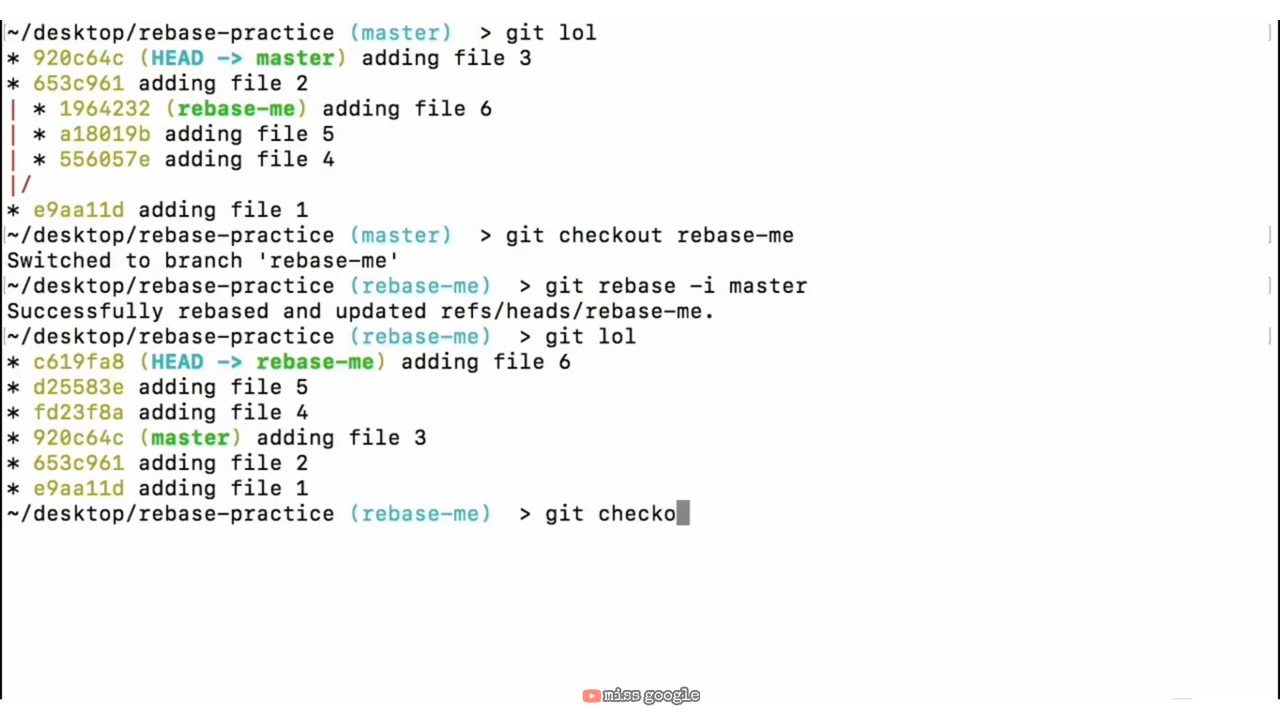 ~/desktop/rebase-practice (master)  > git lol
* 920c64c (HEAD -> master) adding file 3
* 653c961 adding file 2
| * 1964232 (rebase-me) adding file 6
| * a18019b adding file 5
| * 556057e adding file 4
|/
* e9aa11d adding file 1
~/desktop/rebase-practice (master)  > git checkout rebase-me
Switched to branch 'rebase-me'
~/desktop/rebase-practice (rebase-me)  > git rebase -i master
Successfully rebased and updated refs/heads/rebase-me.
~/desktop/rebase-practice (rebase-me)  > git lol
* c619fa8 (HEAD -> rebase-me) adding file 6
* d25583e adding file 5
* fd23f8a adding file 4
* 920c64c (master) adding file 3
* 653c961 adding file 2
* e9aa11d adding file 1
~/desktop/rebase-practice (rebase-me)  > git checko
miss google